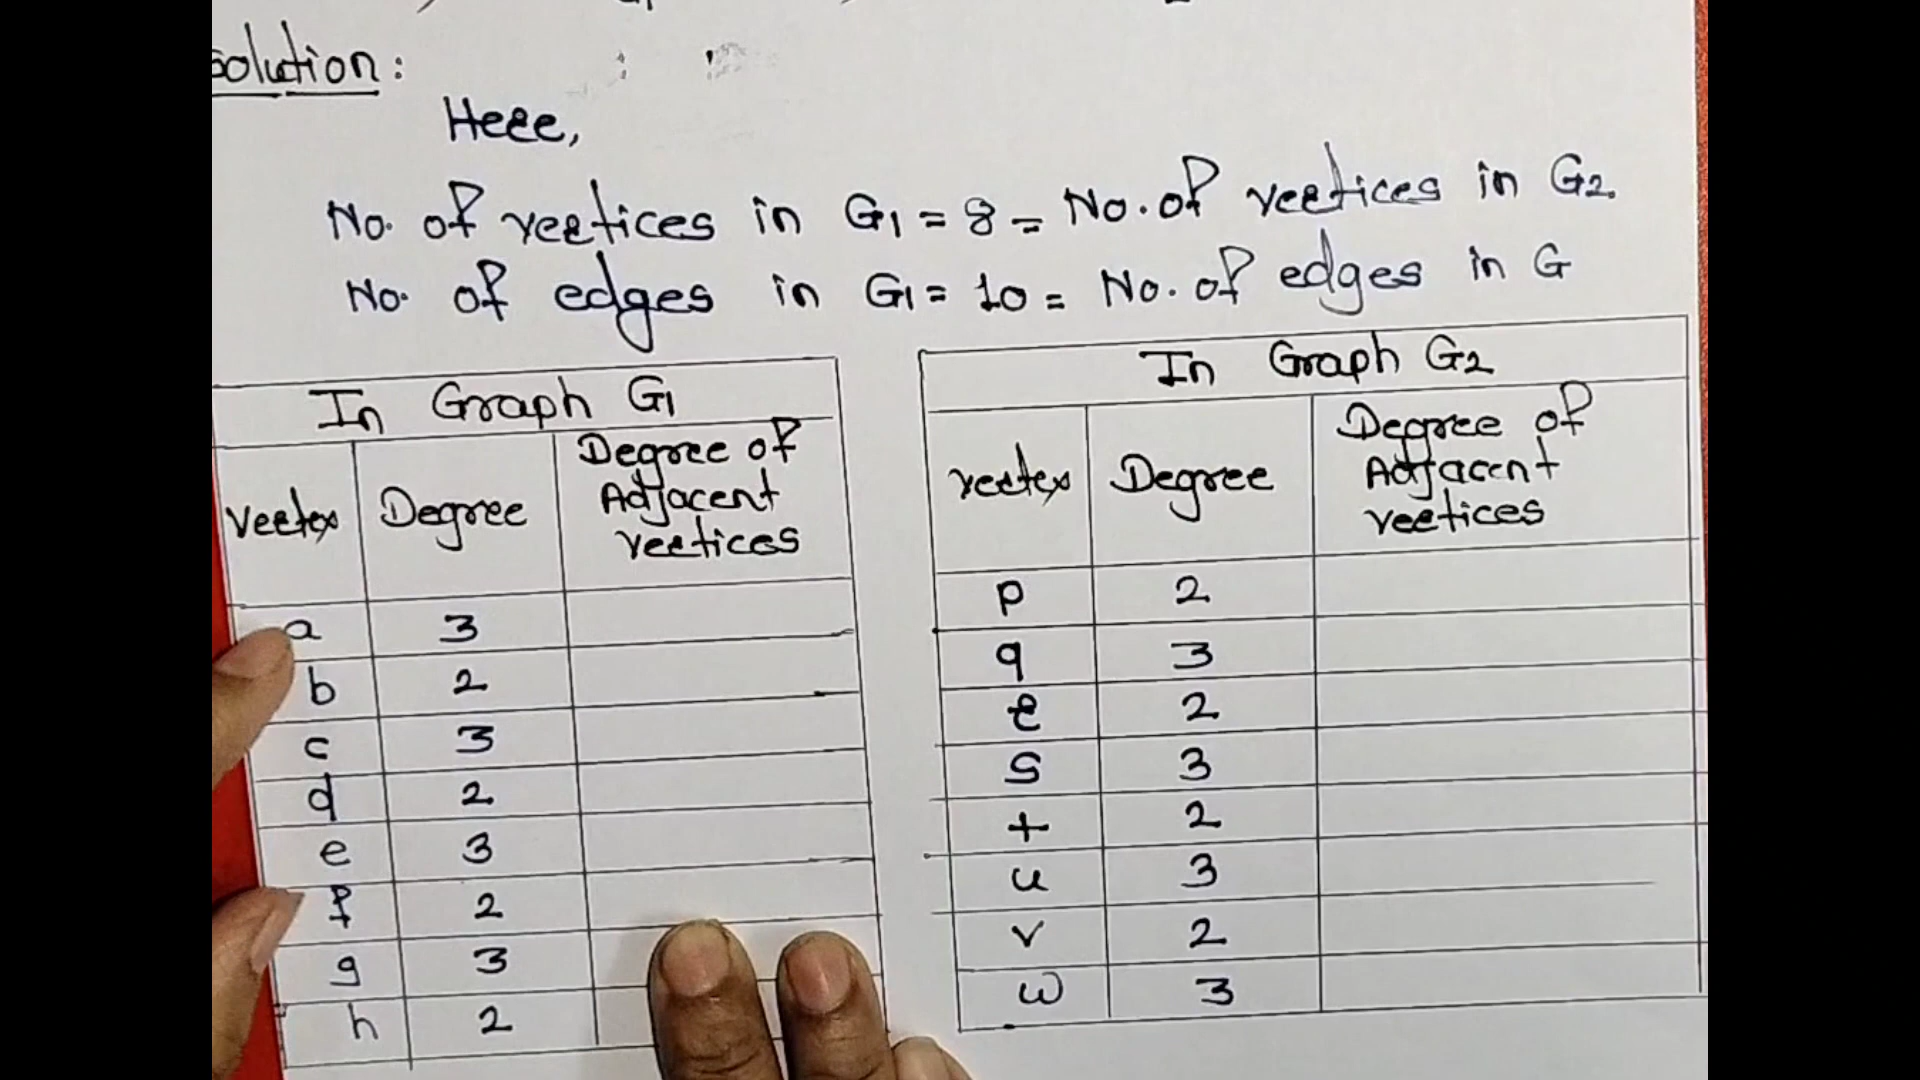 Solution:
Here,
No. of vertices in G1 = 8 = No. of vertices in G2.
No. of edges in G1 = 10 = No. of edges in G
In Graph G1
Vertex Degree Degree of Adjacent vertices
a 3
b 2
c 3
d 2
e 3
f 2
g 3
h 2
In Graph G2
vertex Degree Degree of Adjacent vertices
p 2
q 3
r 2
s 3
t 2
u 3
v 2
w 3